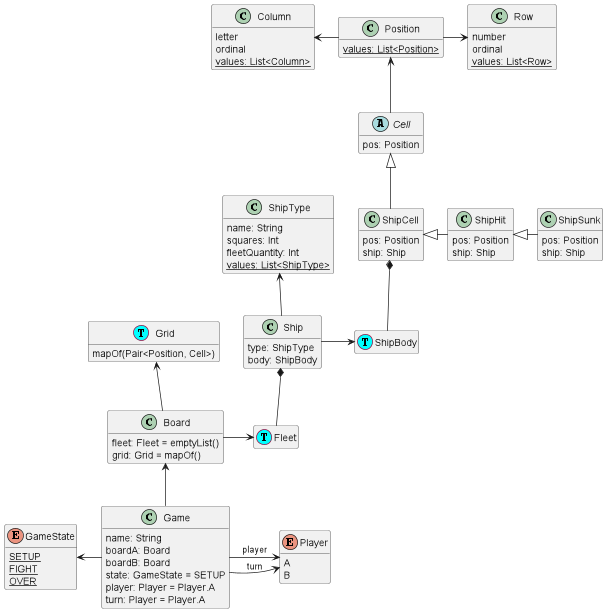 C Column
letter
ordinal
values: List<Column>
C Position
values: List<Position>
C Row
number
ordinal
values: List<Row>
A Cell
pos: Position
C ShipType
name: String
squares: Int
fleetQuantity: Int
values: List<ShipType>
C ShipCell
pos: Position
ship: Ship
C ShipHit
pos: Position
ship: Ship
C ShipSunk
pos: Position
ship: Ship
T Grid
mapOf(Pair<Position, Cell>)
C Ship
type: ShipType
body: ShipBody
T ShipBody
C Board
fleet: Fleet = emptyList()
grid: Grid = mapOf()
T Fleet
E GameState
SETUP
FIGHT
OVER
C Game
name: String
boardA: Board
boardB: Board
state: GameState = SETUP
player: Player = Player.A
turn: Player = Player.A
player
turn
E Player
A
B